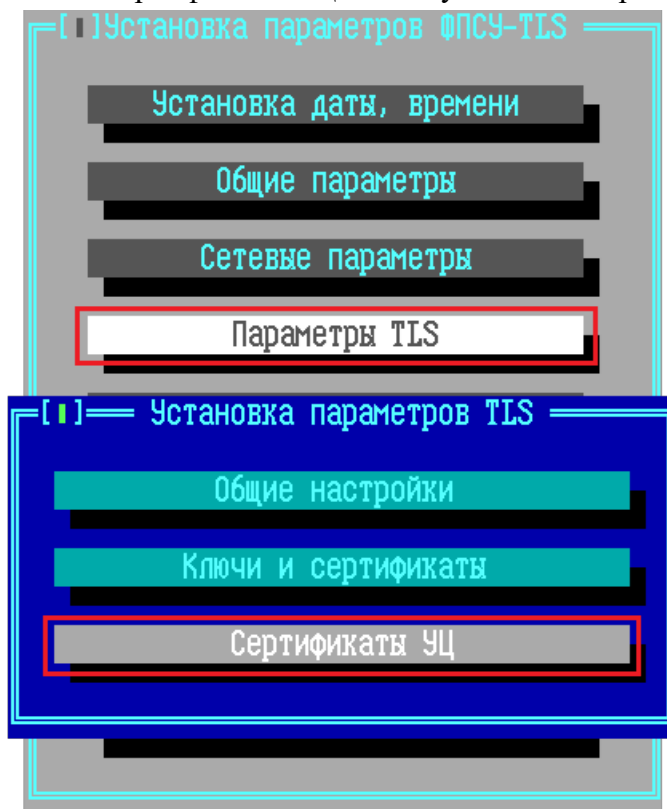 [▮]Установка параметров ФПСУ-TLS
Установка даты, времени
Общие параметры
Сетевые параметры
Параметры TLS
[▮] Установка параметров TLS
Общие настройки
Ключи и сертификаты
Сертификаты УЦ